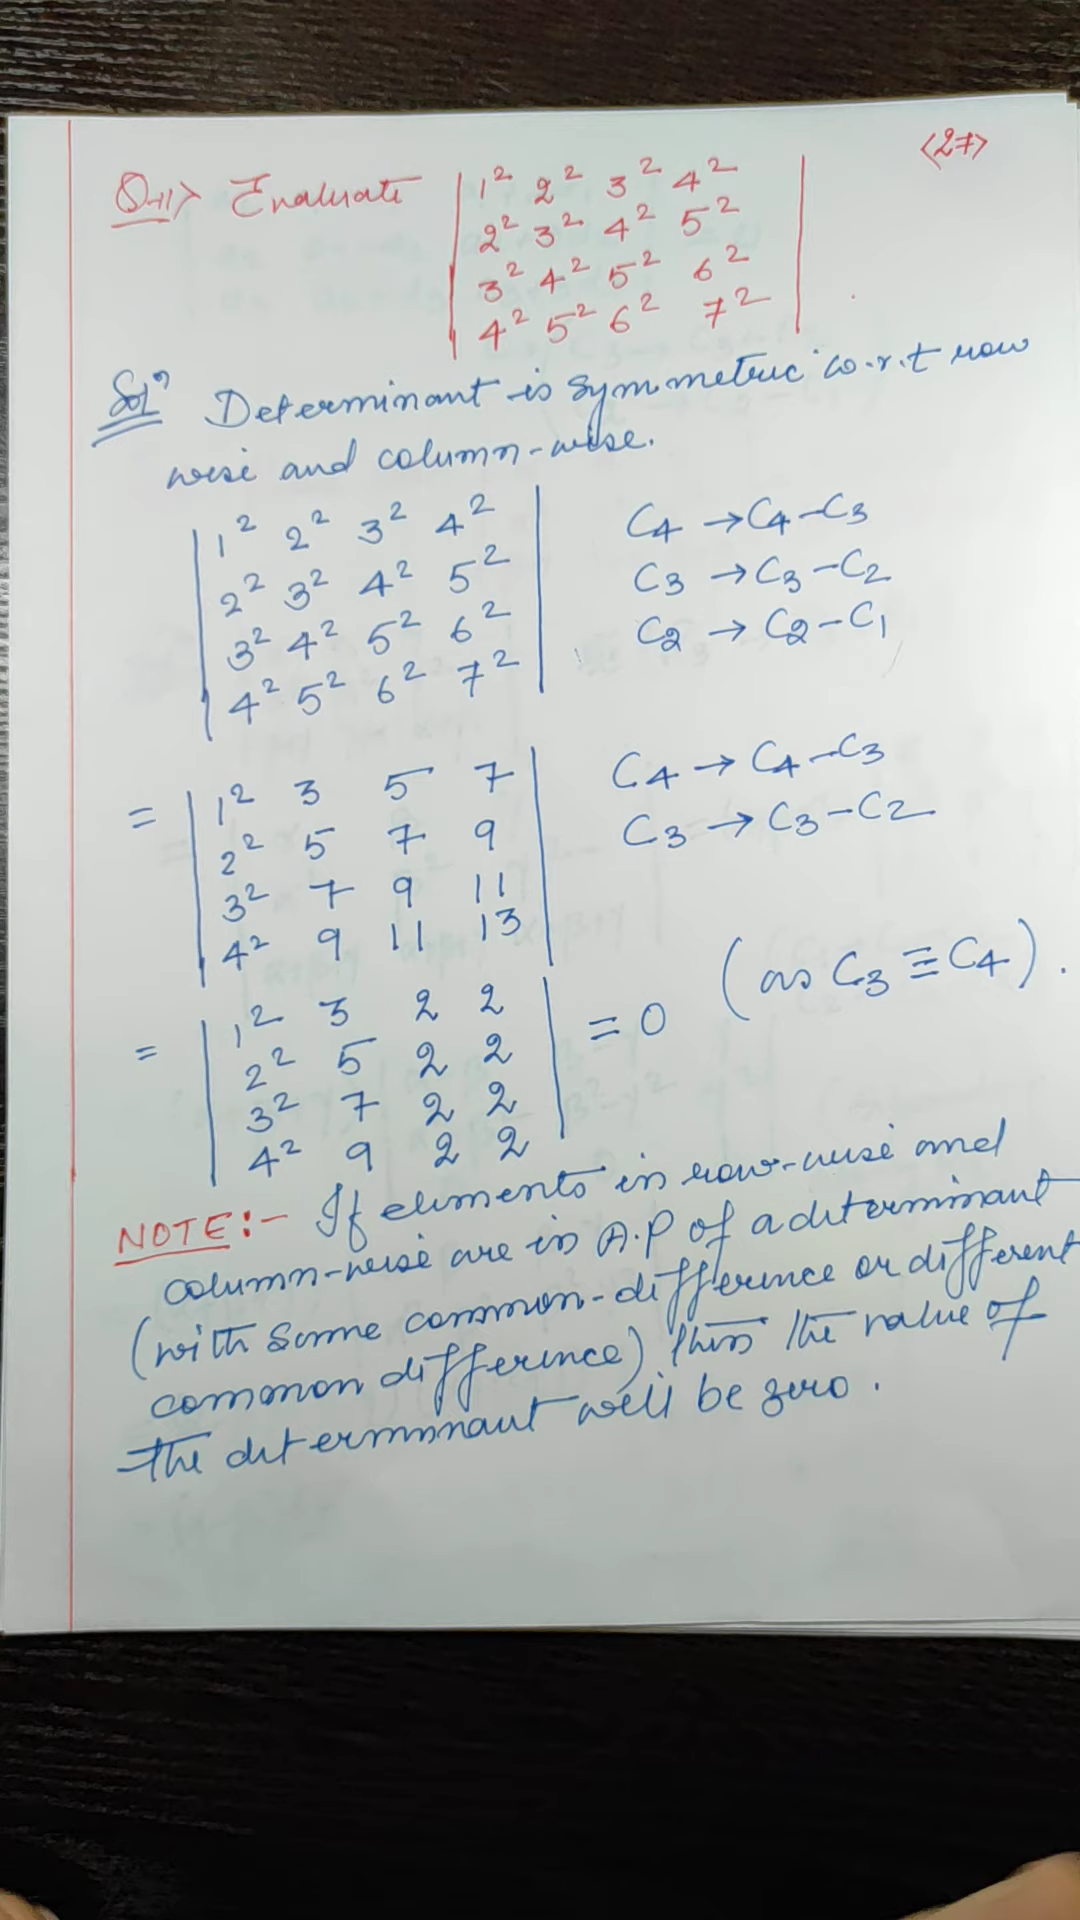 <27>
Q.11> Evaluate | 1² 2² 3² 4² |
| 2² 3² 4² 5² |
| 3² 4² 5² 6² |
| 4² 5² 6² 7² |
Solⁿ Determinant is symmetric w.r.t row
wise and column-wise.
| 1² 2² 3² 4² | C₄ → C₄-C₃
| 2² 3² 4² 5² | C₃ → C₃-C₂
| 3² 4² 5² 6² | C₂ → C₂-C₁
| 4² 5² 6² 7² |
= | 1² 3 5 7 | C₄ → C₄-C₃
| 2² 5 7 9 | C₃ → C₃-C₂
| 3² 7 9 11 |
| 4² 9 11 13 |
= | 1² 3 2 2 | = 0 (as C₃ ≡ C₄).
| 2² 5 2 2 |
| 3² 7 2 2 |
| 4² 9 2 2 |
NOTE:- If elements in row-wise and
column-wise are in A.P of a determinant
(with same common-difference or different
common difference) then the value of
the determinant will be zero.